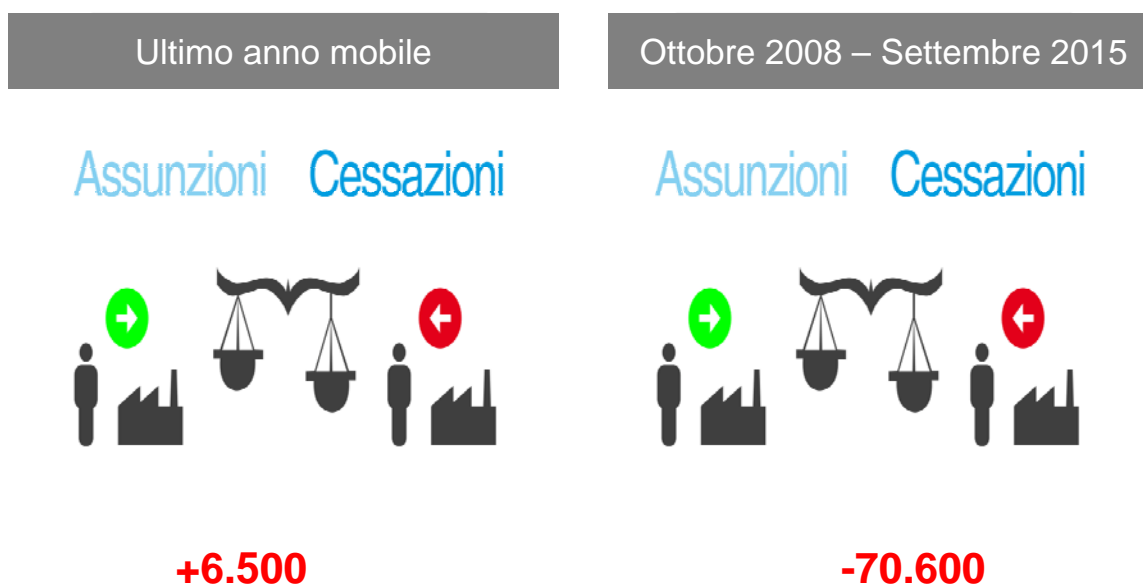 Ultimo anno mobile
Ottobre 2008 – Settembre 2015
Assunzioni Cessazioni
Assunzioni Cessazioni
+6.500
-70.600